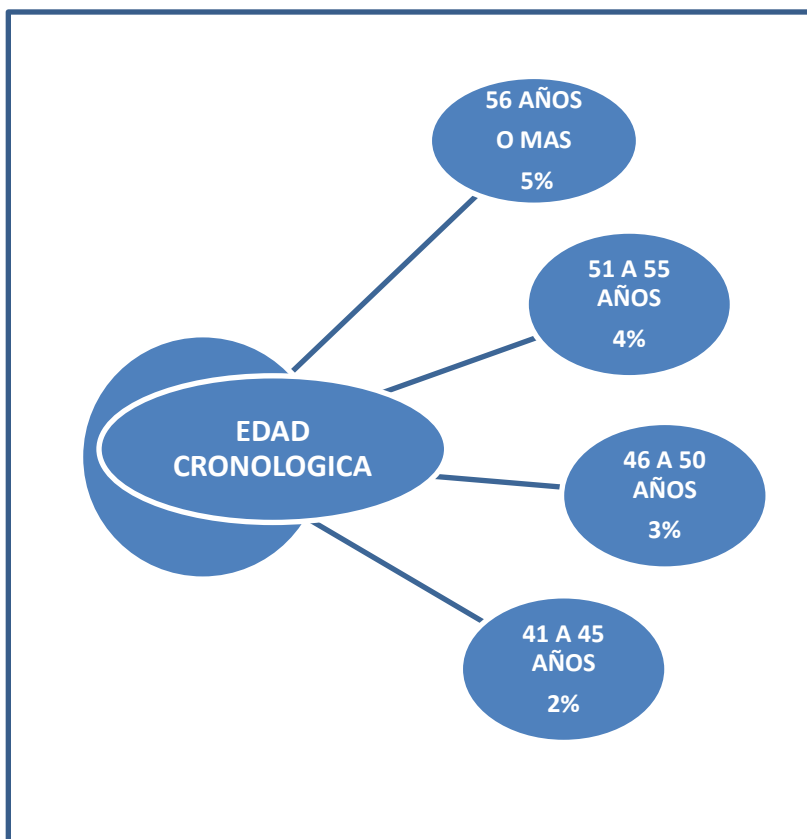 56 AÑOS
O MAS
5%
51 A 55
AÑOS
4%
EDAD
CRONOLOGICA
46 A 50
AÑOS
3%
41 A 45
AÑOS
2%